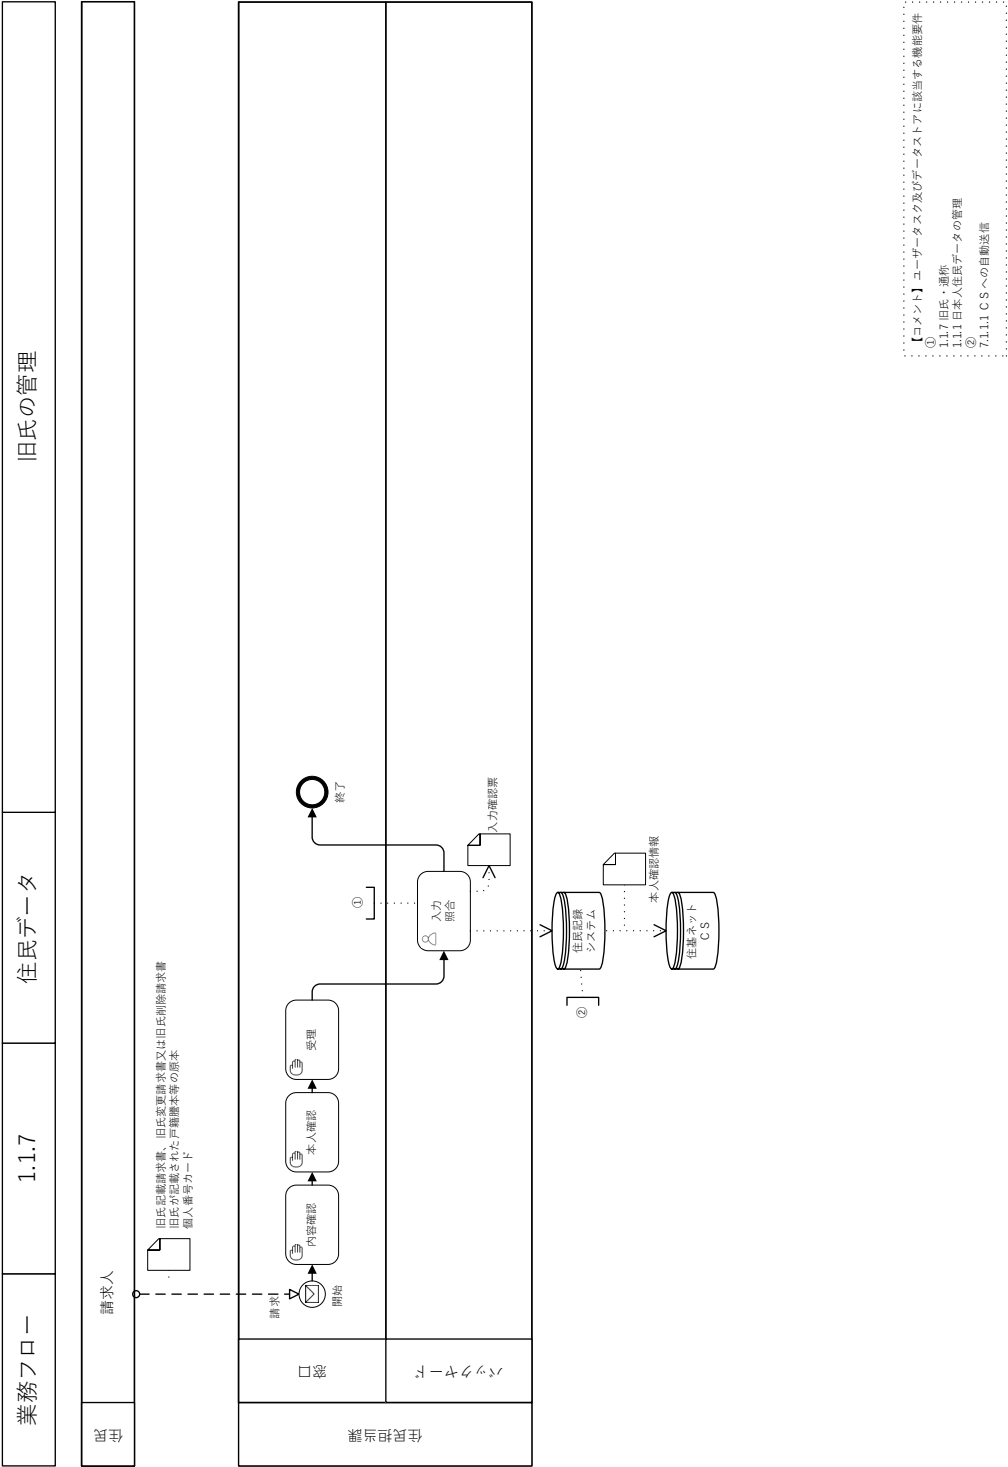 業務フロー
1.1.7
住民データ
旧氏の管理
住民
請求人
旧氏記載請求書、旧氏変更請求書又は旧氏削除請求書
旧氏が記載された戸籍謄本等の原本
個人番号カード
住民担当課
窓口
バックヤード
請求
開始
内容確認
本人確認
受理
終了
①
入力
照合
入力確認票
②
住民記録
システム
本人確認情報
住基ネット
CS
【コメント】ユーザータスク及びデータストアに該当する機能要件
①
1.1.7 旧氏・通称
1.1.1 日本人住民データの管理
②
7.1.1.1 CSへの自動送信